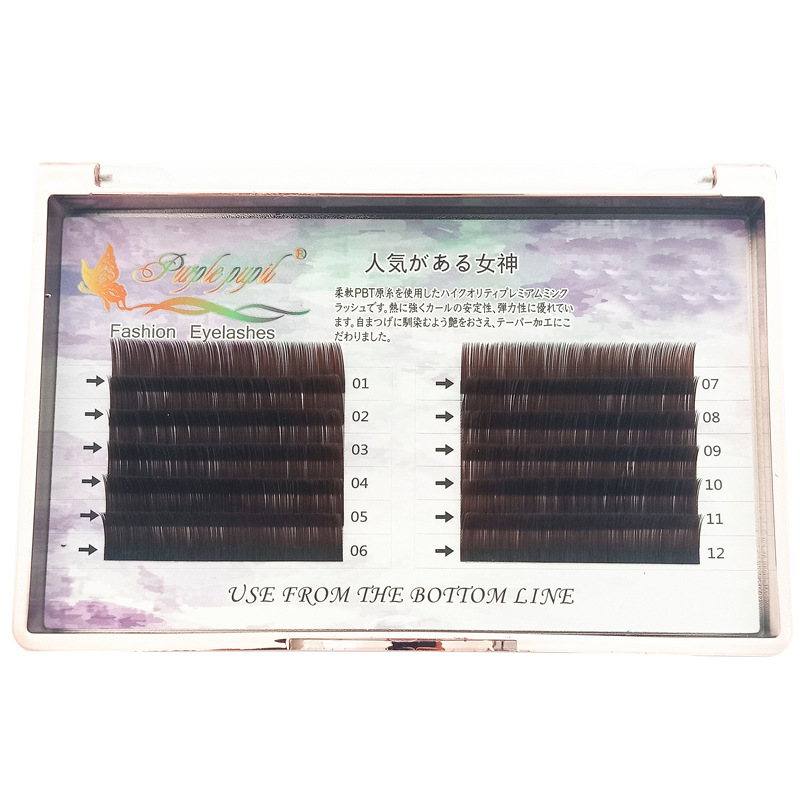 Purple pupil ®
Fashion Eyelashes
人気がある女神
柔軟PBT原糸を使用したハイクオリティプレミアムミンク
ラッシュです。熱に強くカールの安定性、弾力性に優れてい
ます。自まつげに馴染むよう艶をおさえ、テーパー加工にこ
だわりました。
01
02
03
04
05
06
07
08
09
10
11
12
USE FROM THE BOTTOM LINE